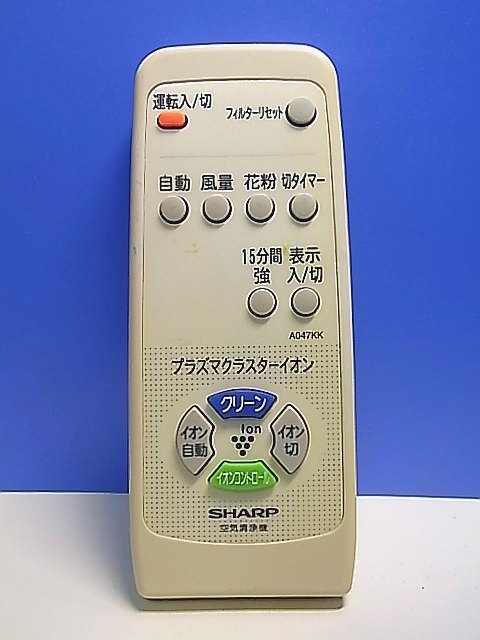 運転入/切
フィルターリセット
自動 風量 花粉 切タイマー
15分間 表示
強 入/切
A047KK
プラズマクラスターイオン
クリーン
イオン
自動
Ion
イオン
切
イオンコントロール
SHARP
空気清浄機